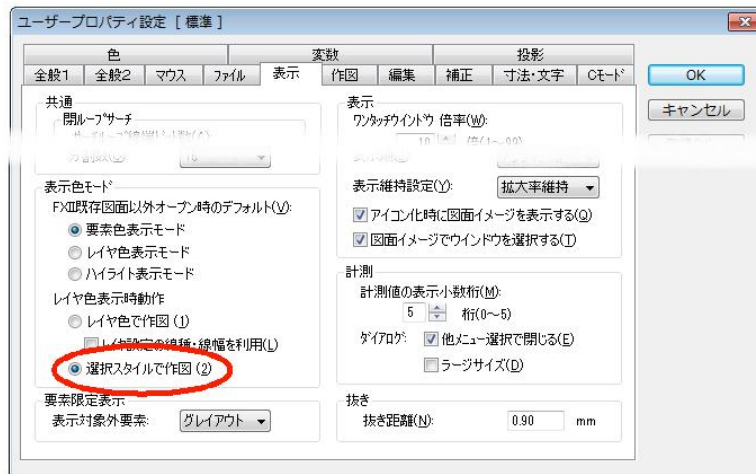 ユーザープロパティ設定 [ 標準 ]
色 変数 投影
全般1 全般2 マウス ファイル 表示 作図 編集 補正 寸法・文字 Cモード
OK
キャンセル
共通
閉ループサーチ
表示色モード
FXII既存図面以外オープン時のデフォルト(V):
要素色表示モード
レイヤ色表示モード
ハイライト表示モード
レイヤ色表示時動作
レイヤ色で作図 (1)
レイヤ設定の線種・線幅を利用(L)
選択スタイルで作図 (2)
要素限定表示
表示対象外要素: グレイアウト
表示
ワンタッチウインドウ 倍率(W):
10 倍(1~99)
表示維持設定(Y): 拡大率維持
アイコン化時に図面イメージを表示する(Q)
図面イメージでウインドウを選択する(T)
計測
計測値の表示小数桁(M):
5 桁(0~5)
ダイアログ: 他メニュー選択で閉じる(E)
ラージサイズ(D)
抜き
抜き距離(N): 0.90 mm